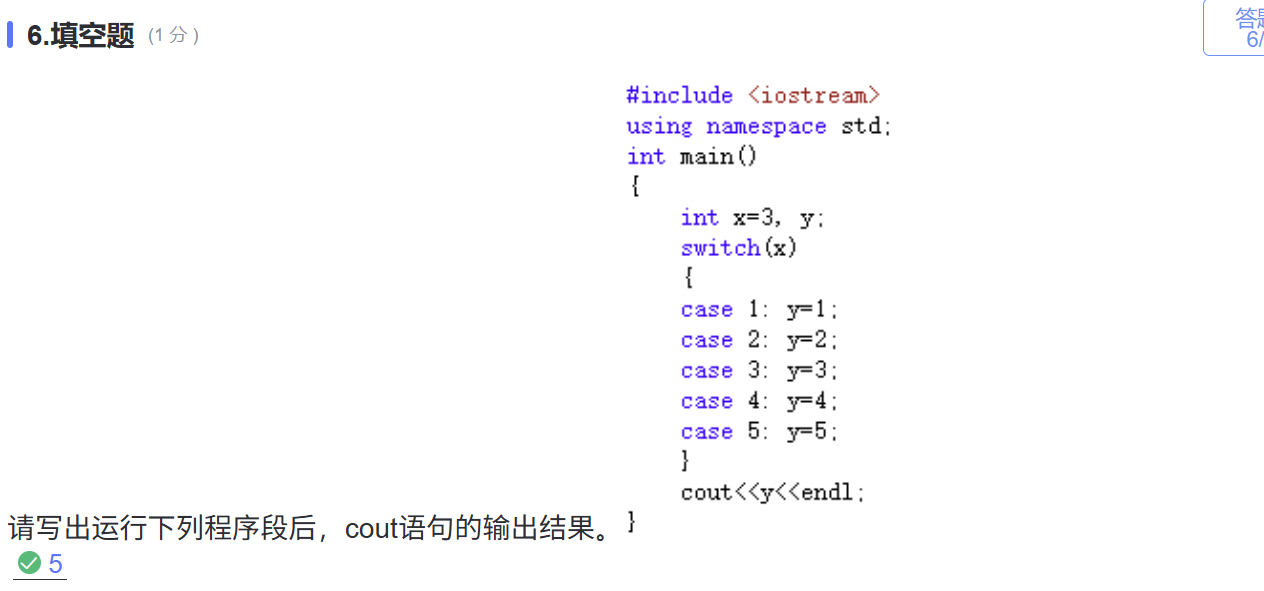 6.填空题 (1 分)
答题
6/
#include <iostream>
using namespace std;
int main()
{
int x=3, y;
switch(x)
{
case 1: y=1;
case 2: y=2;
case 3: y=3;
case 4: y=4;
case 5: y=5;
}
cout<<y<<endl;
}
请写出运行下列程序段后，cout语句的输出结果。
5